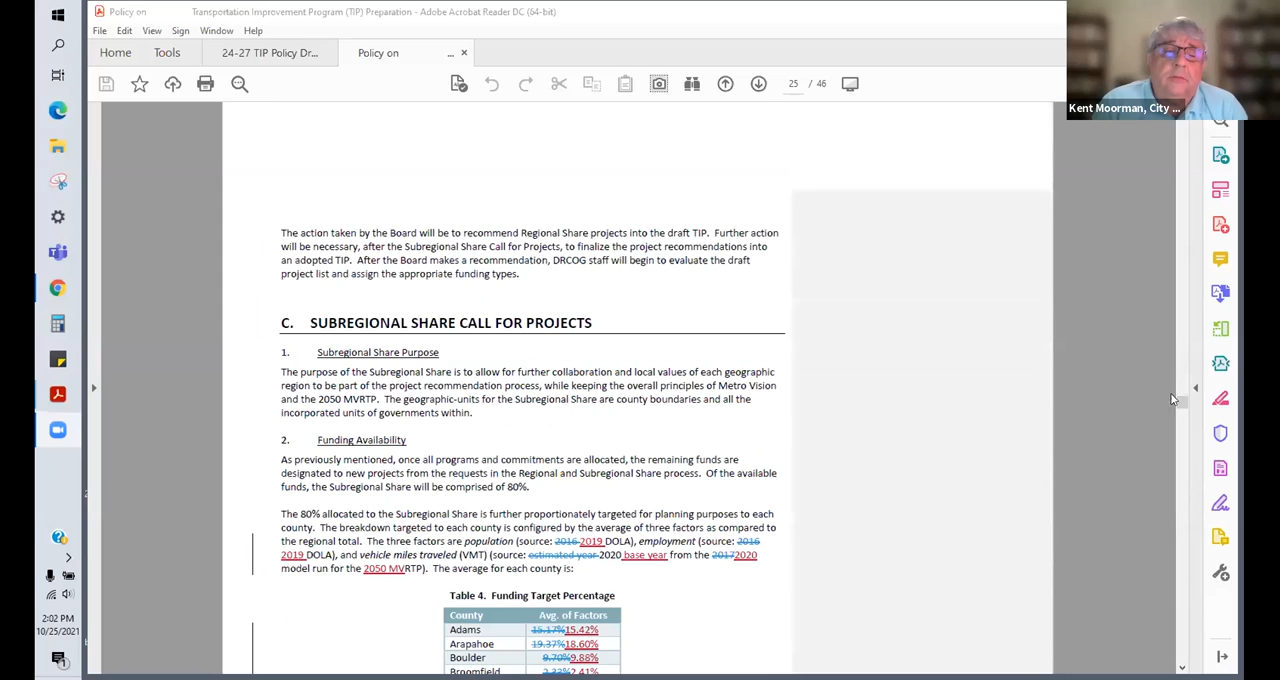 Policy on Transportation Improvement Program (TIP) Preparation - Adobe Acrobat Reader DC (64-bit)
File Edit View Sign Window Help
Home Tools 24-27 TIP Policy Dr... Policy on ... ×
25 / 46
Kent Moorman, City ...
The action taken by the Board will be to recommend Regional Share projects into the draft TIP. Further action
will be necessary, after the Subregional Share Call for Projects, to finalize the project recommendations into
an adopted TIP. After the Board makes a recommendation, DRCOG staff will begin to evaluate the draft
project list and assign the appropriate funding types.
C. SUBREGIONAL SHARE CALL FOR PROJECTS
1. Subregional Share Purpose
The purpose of the Subregional Share is to allow for further collaboration and local values of each geographic
region to be part of the project recommendation process, while keeping the overall principles of Metro Vision
and the 2050 MVRTP. The geographic-units for the Subregional Share are county boundaries and all the
incorporated units of governments within.
2. Funding Availability
As previously mentioned, once all programs and commitments are allocated, the remaining funds are
designated to new projects from the requests in the Regional and Subregional Share process. Of the available
funds, the Subregional Share will be comprised of 80%.
The 80% allocated to the Subregional Share is further proportionately targeted for planning purposes to each
county. The breakdown targeted to each county is configured by the average of three factors as compared to
the regional total. The three factors are population (source: 2016 2019 DOLA), employment (source: 2016
2019 DOLA), and vehicle miles traveled (VMT) (source: estimated year 2020 base year from the 20172020
model run for the 2050 MVRTP). The average for each county is:
Table 4. Funding Target Percentage
County Avg. of Factors
Adams 15.17%15.42%
Arapahoe 19.37%18.60%
Boulder 9.70%9.88%
Broomfield 2.33%2.41%
2:02 PM
10/25/2021